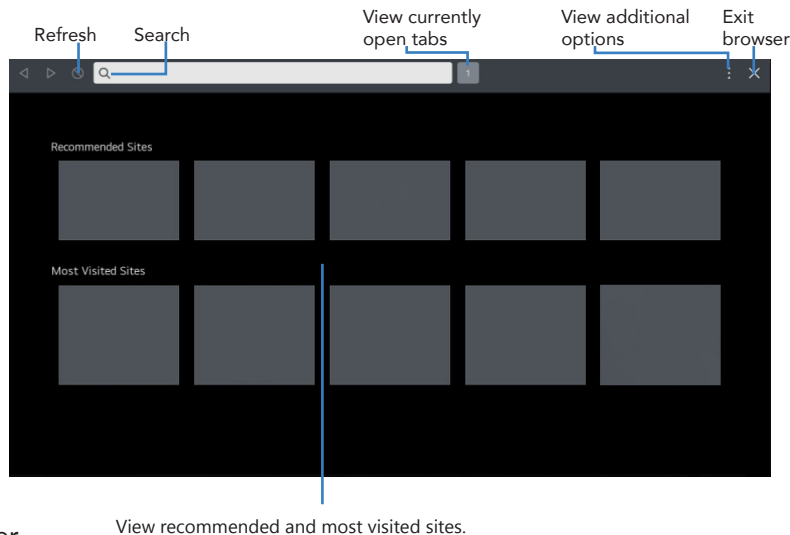 View currently
open tabs
View additional
options
Exit
browser
Refresh
Search
1
Recommended Sites
Most Visited Sites
View recommended and most visited sites.